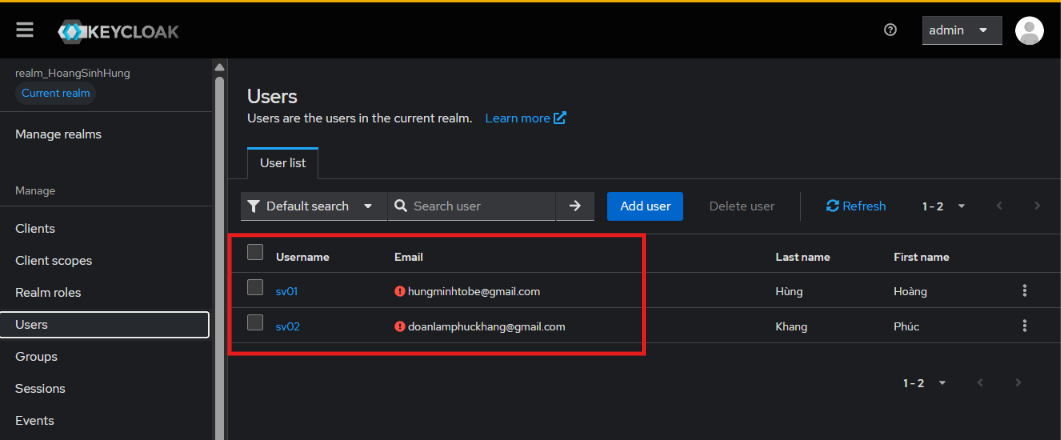 KEYCLOAK
admin
realm_HoangSinhHung
Current realm
Manage realms
Manage
Clients
Client scopes
Realm roles
Users
Groups
Sessions
Events
Users
Users are the users in the current realm. Learn more
User list
Default search Search user Add user Delete user Refresh 1 - 2
Username Email Last name First name
sv01 hungminhtobe@gmail.com Hùng Hoàng
sv02 doanlamphuckhang@gmail.com Khang Phúc
1 - 2